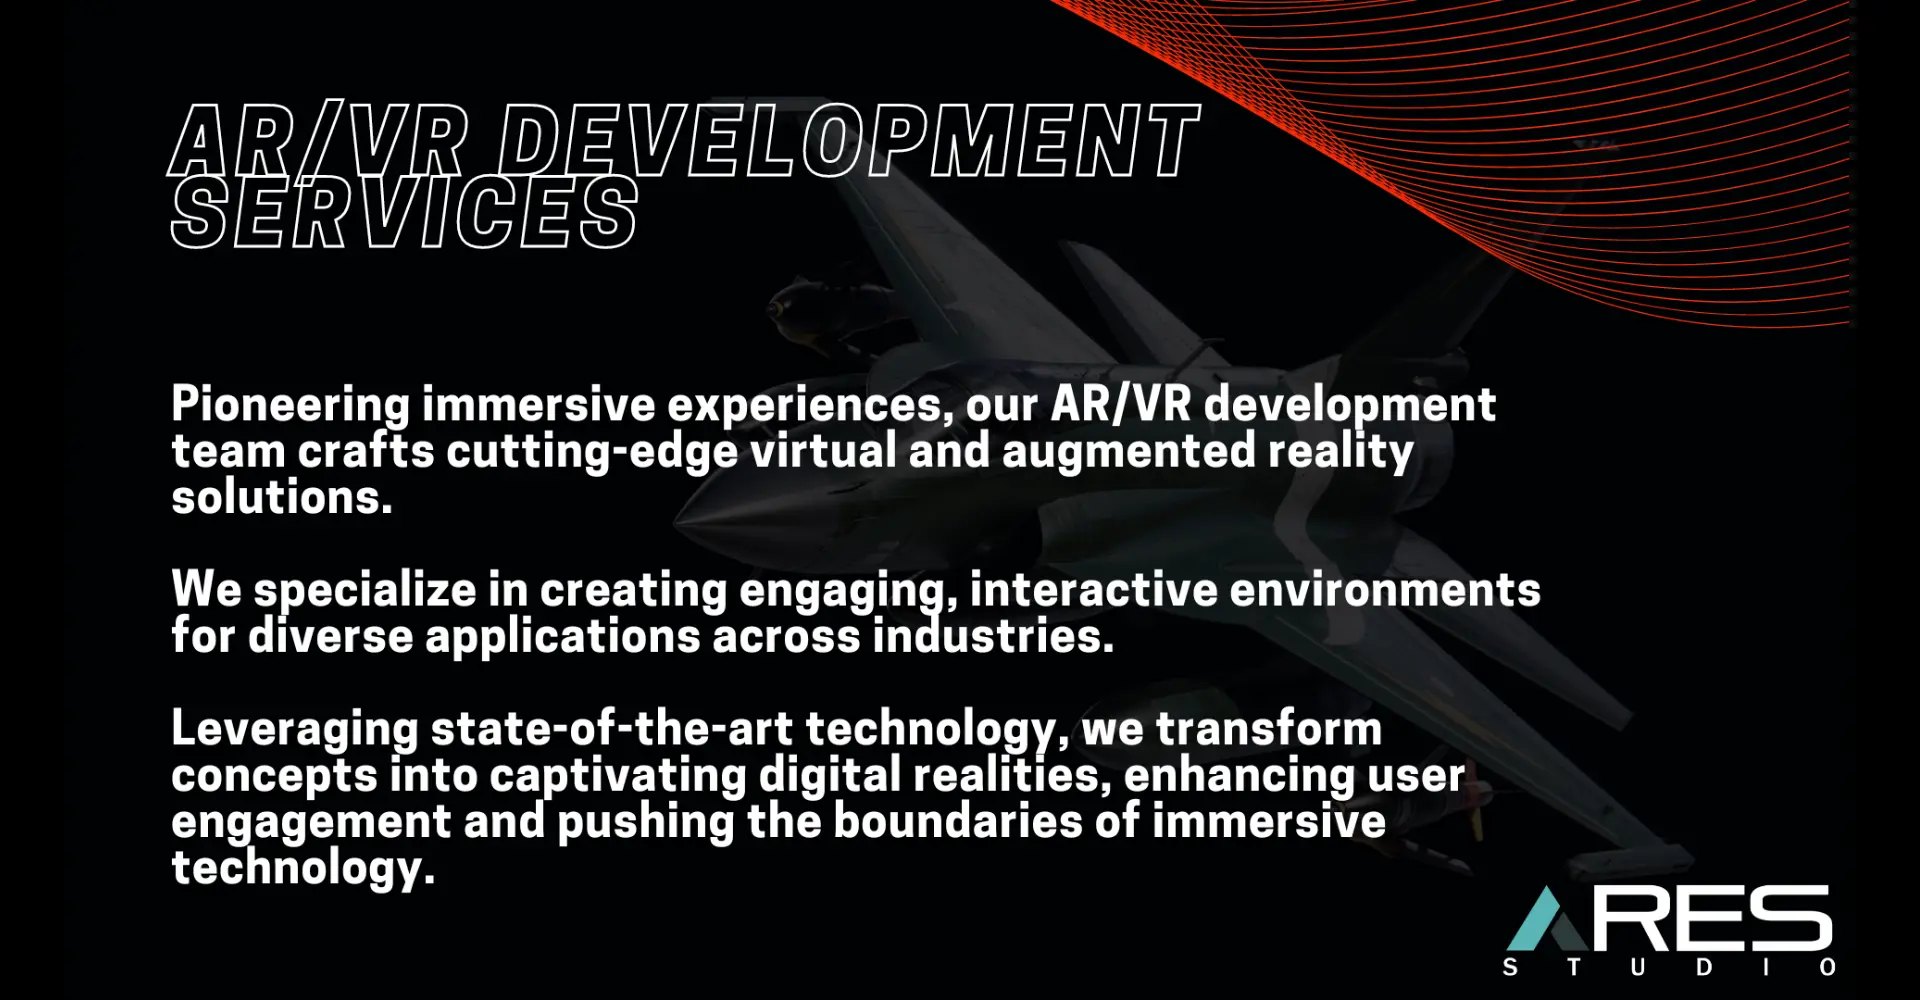 AR/VR DEVELOPMENT
SERVICES
Pioneering immersive experiences, our AR/VR development
team crafts cutting-edge virtual and augmented reality
solutions.
We specialize in creating engaging, interactive environments
for diverse applications across industries.
Leveraging state-of-the-art technology, we transform
concepts into captivating digital realities, enhancing user
engagement and pushing the boundaries of immersive
technology.
ARES
STUDIO